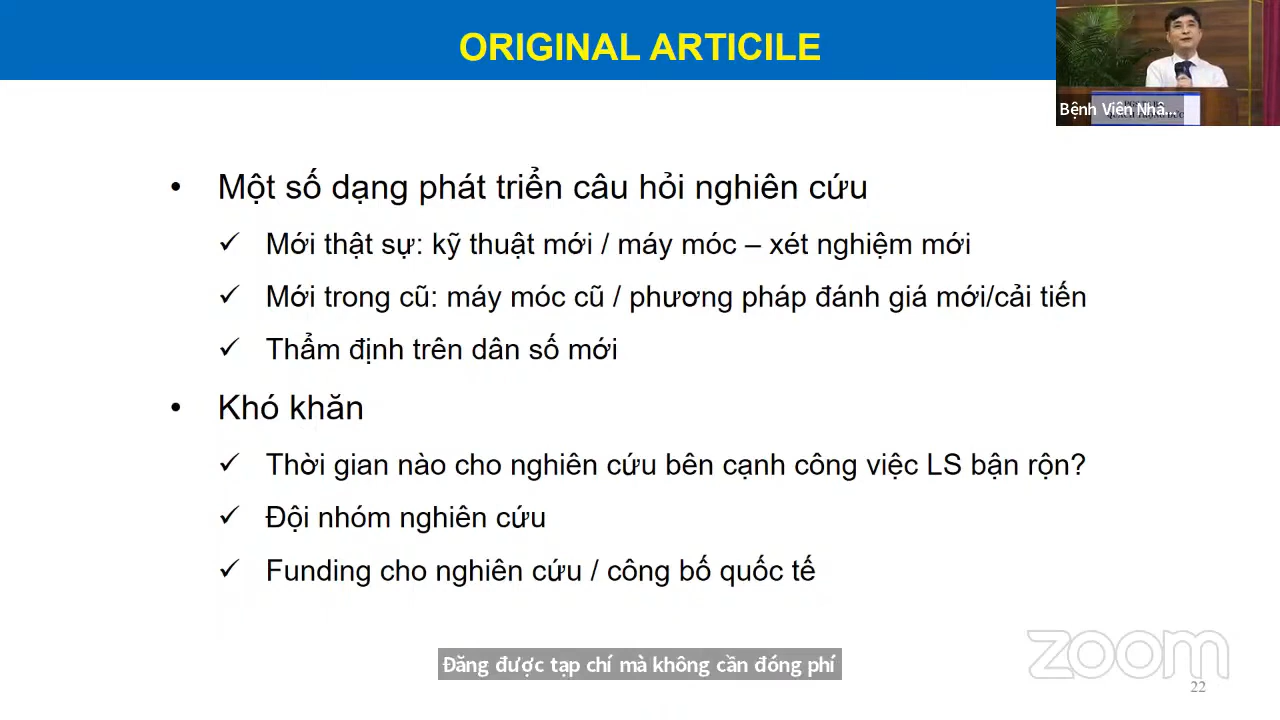 ORIGINAL ARTICILE
Bệnh Viên Nhâ...
• Một số dạng phát triển câu hỏi nghiên cứu
✓ Mới thật sự: kỹ thuật mới / máy móc – xét nghiệm mới
✓ Mới trong cũ: máy móc cũ / phương pháp đánh giá mới/cải tiến
✓ Thẩm định trên dân số mới
• Khó khăn
✓ Thời gian nào cho nghiên cứu bên cạnh công việc LS bận rộn?
✓ Đội nhóm nghiên cứu
✓ Funding cho nghiên cứu / công bố quốc tế
Đăng được tạp chí mà không cần đóng phí
zoom
22